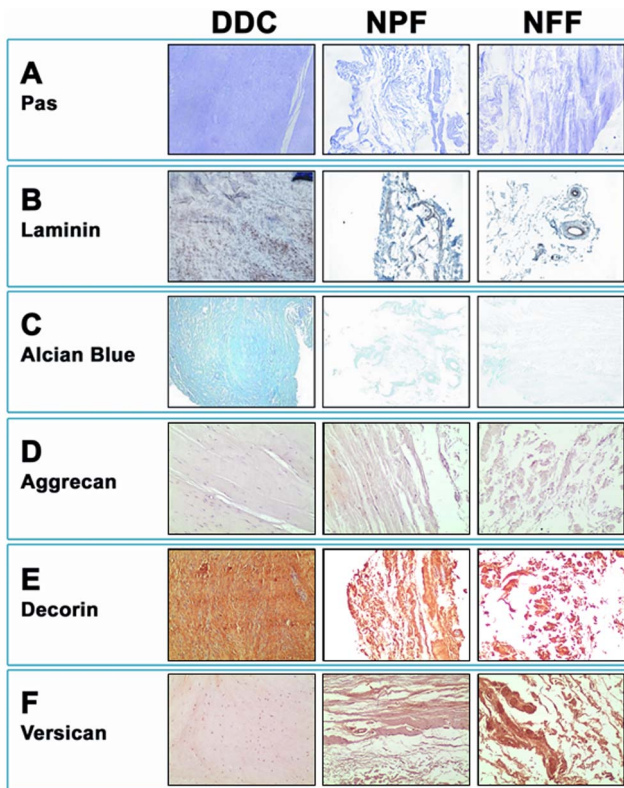 DDC NPF NFF
A
Pas
B
Laminin
C
Alcian Blue
D
Aggrecan
E
Decorin
F
Versican